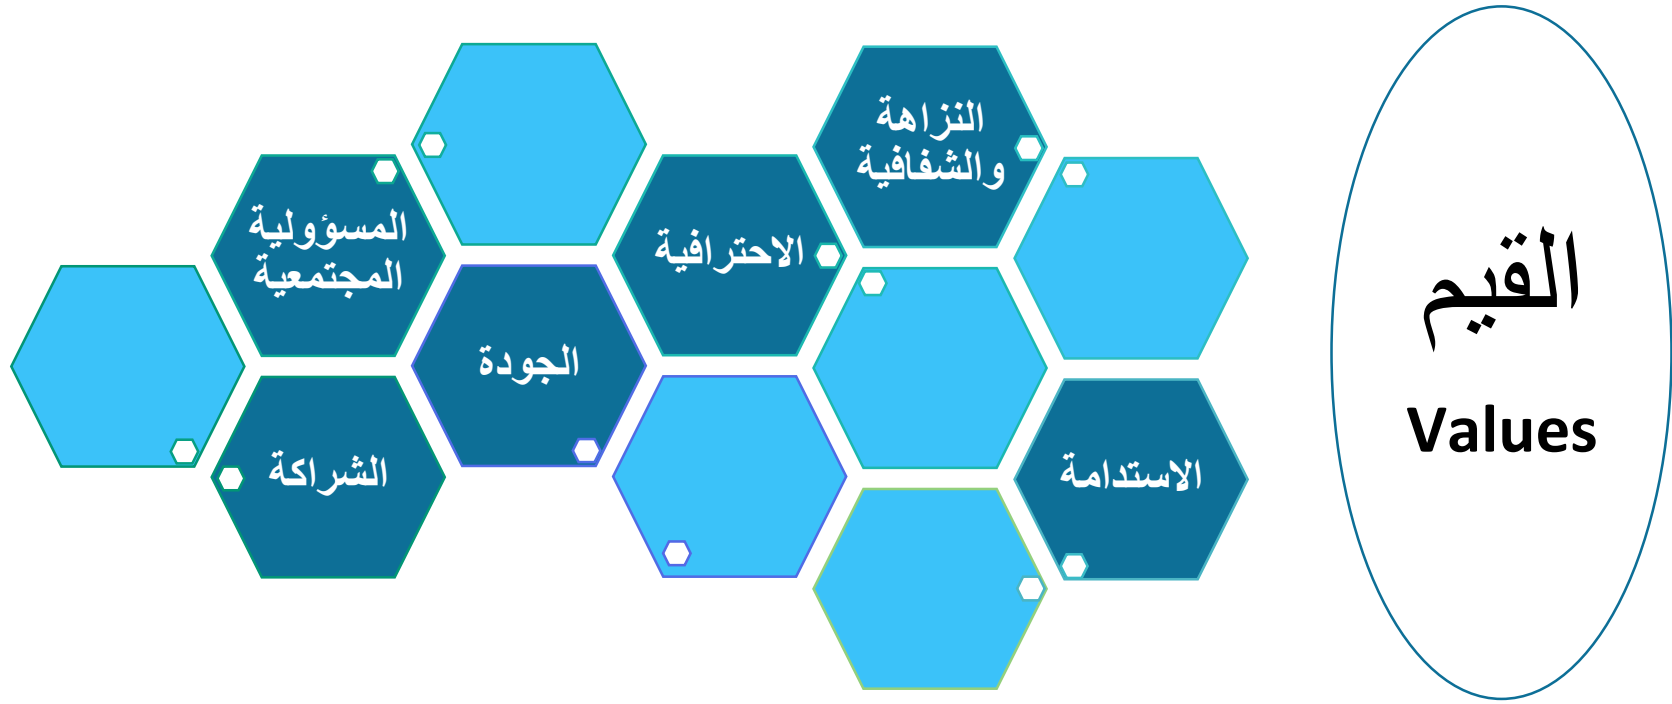 القيم
Values
النزاهة
والشفافية
الاستدامة
الاحترافية
الجودة
المسؤولية
المجتمعية
الشراكة